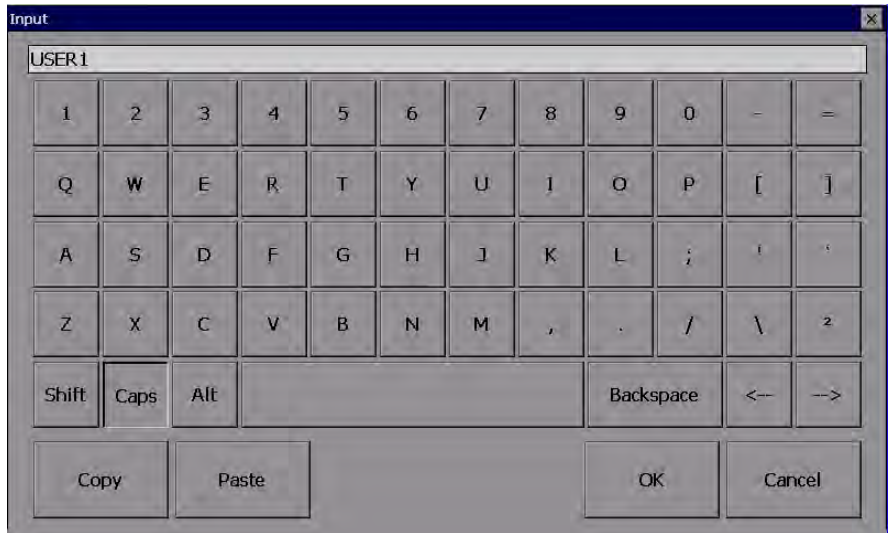 Input
USER1
1 2 3 4 5 6 7 8 9 0 - =
Q W E R T Y U I O P [ ]
A S D F G H J K L ; ' `
Z X C V B N M , . / \ ²
Shift Caps Alt Backspace <-- -->
Copy Paste OK Cancel